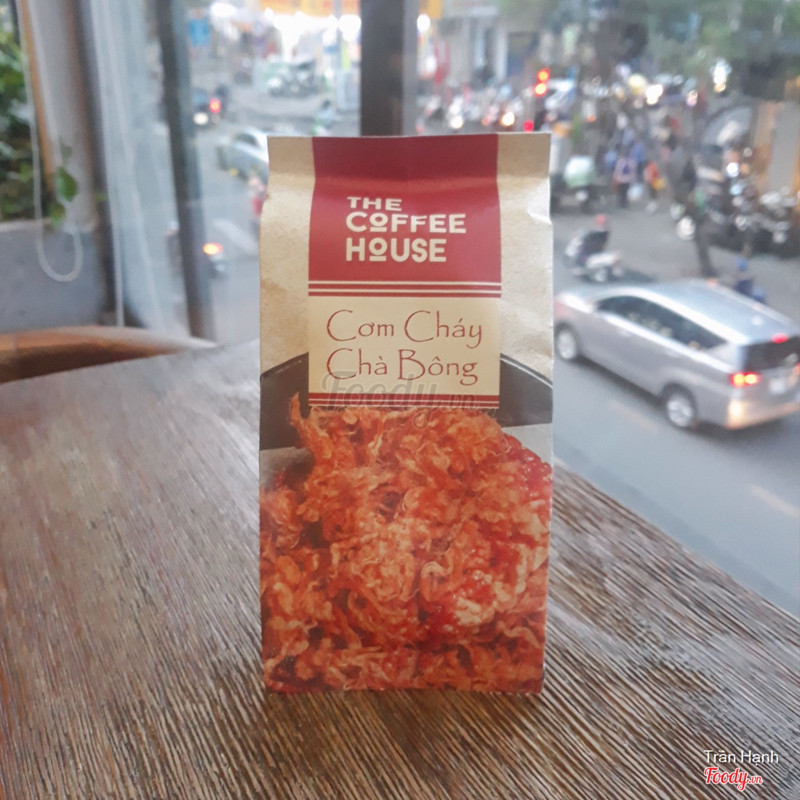 THE
COFFEE
HOUSE
Cơm Cháy
Chà Bông
Foody.vn
Trần Hạnh
Foody.vn